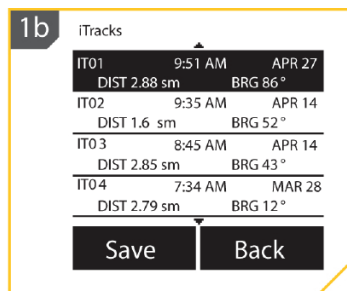 1b
iTracks
IT01 9:51 AM APR 27
DIST 2.88 sm BRG 86°
IT02 9:35 AM APR 14
DIST 1.6 sm BRG 52°
IT03 8:45 AM APR 14
DIST 2.85 sm BRG 43°
IT04 7:34 AM MAR 28
DIST 2.79 sm BRG 12°
Save Back